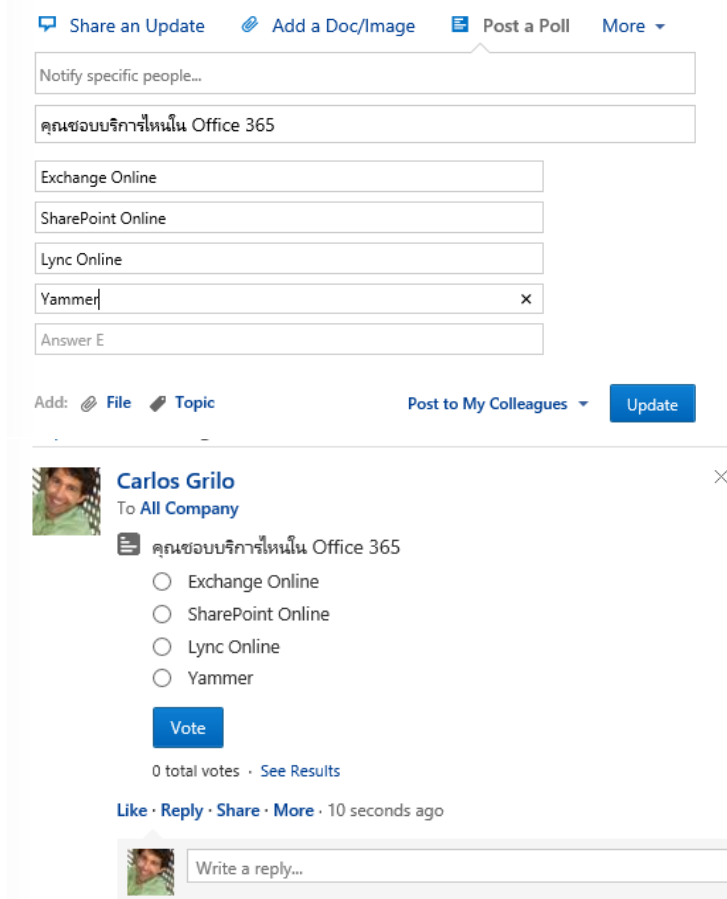 Share an Update Add a Doc/Image Post a Poll More
Notify specific people...
คุณชอบบริการไหนใน Office 365
Exchange Online
SharePoint Online
Lync Online
Yammer
Answer E
Add: File Topic Post to My Colleagues Update
Carlos Grilo
To All Company
คุณชอบบริการไหนใน Office 365
Exchange Online
SharePoint Online
Lync Online
Yammer
Vote
0 total votes · See Results
Like · Reply · Share · More · 10 seconds ago
Write a reply...